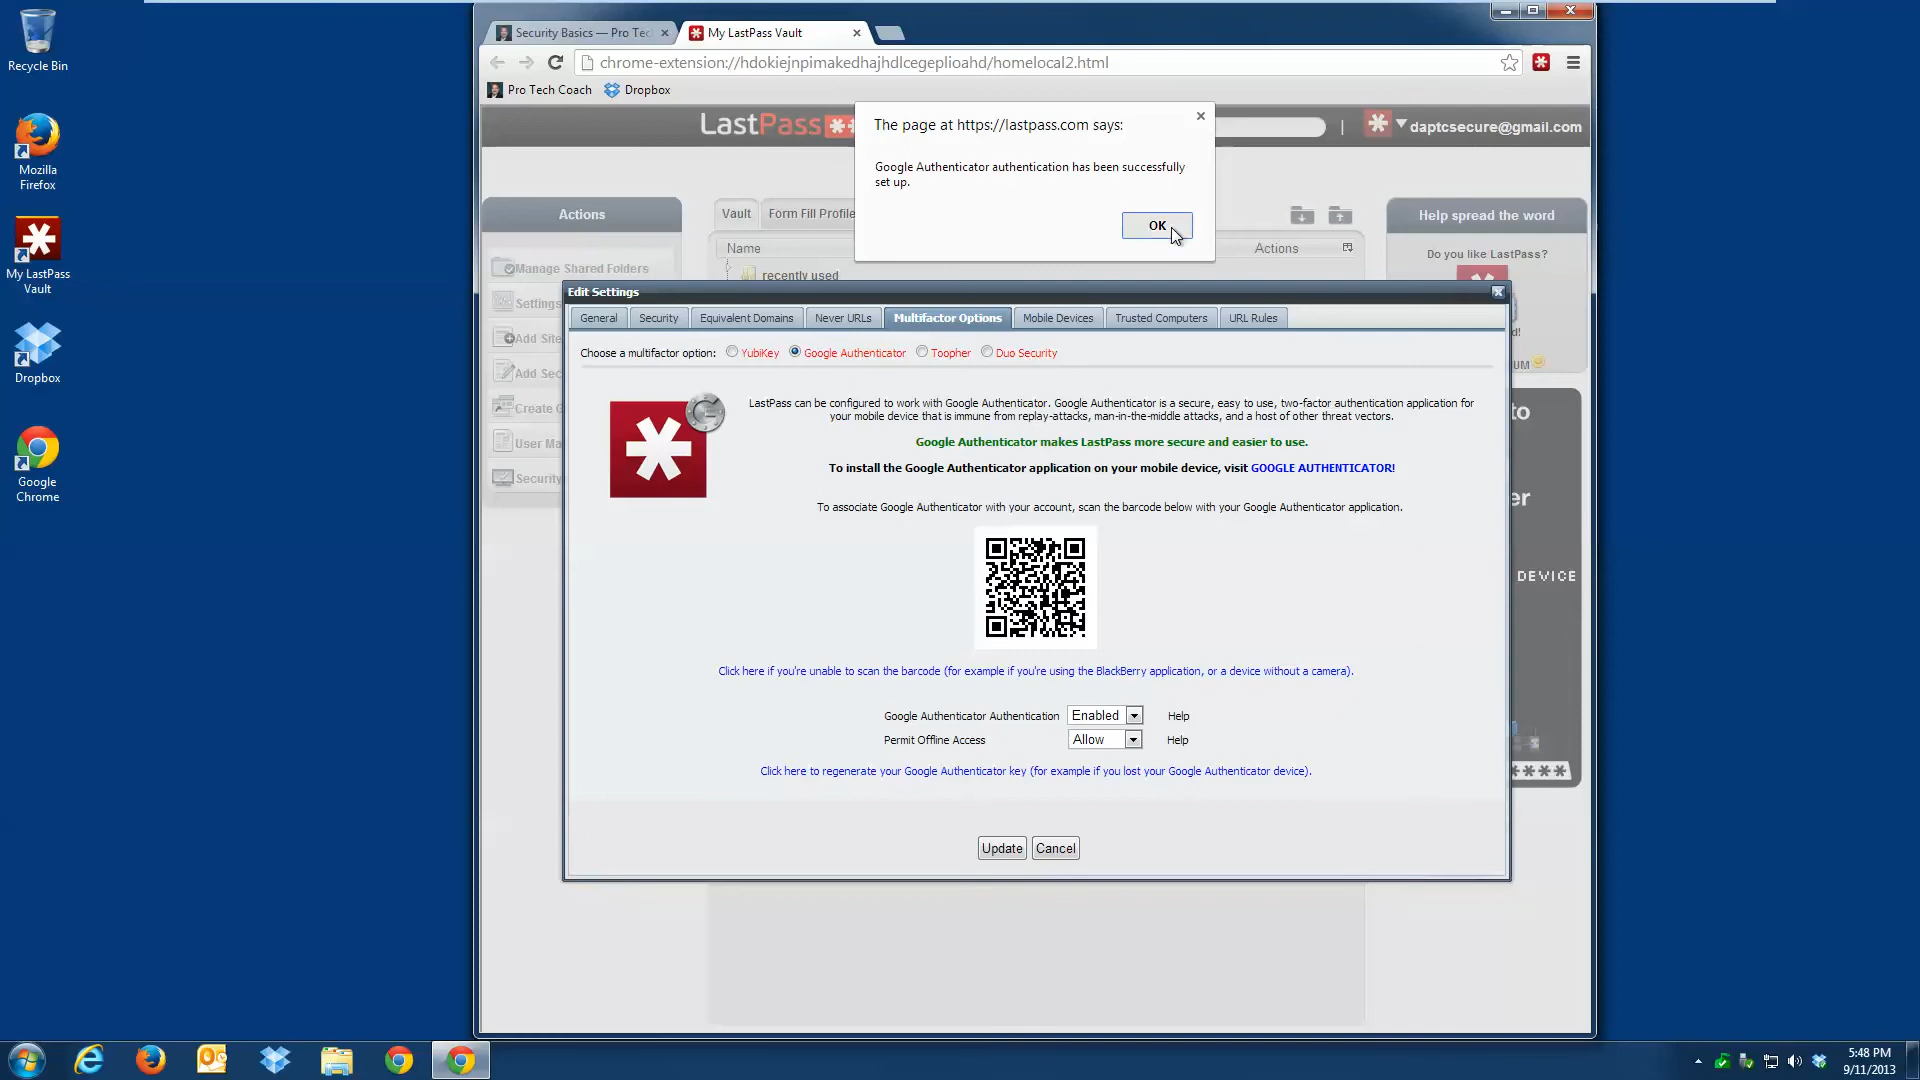 Recycle Bin
Mozilla
Firefox
My LastPass
Vault
Dropbox
Google
Chrome
Security Basics — Pro Tec
My LastPass Vault
chrome-extension://hdokiejnpimakedhajhdlcegeplioahd/homelocal2.html
Pro Tech Coach
Dropbox
LastPass
daptcsecure@gmail.com
The page at https://lastpass.com says:
Google Authenticator authentication has been successfully
set up.
OK
Actions
Vault
Form Fill Profile
Help spread the word
Name
Actions
Do you like LastPass?
recently used
Manage Shared Folders
Settings
Add Site
Add Sec
Create G
User Ma
Security
Edit Settings
General
Security
Equivalent Domains
Never URLs
Multifactor Options
Mobile Devices
Trusted Computers
URL Rules
Choose a multifactor option:
YubiKey
Google Authenticator
Toopher
Duo Security
LastPass can be configured to work with Google Authenticator. Google Authenticator is a secure, easy to use, two-factor authentication application for
your mobile device that is immune from replay-attacks, man-in-the-middle attacks, and a host of other threat vectors.
Google Authenticator makes LastPass more secure and easier to use.
To install the Google Authenticator application on your mobile device, visit GOOGLE AUTHENTICATOR!
To associate Google Authenticator with your account, scan the barcode below with your Google Authenticator application.
Click here if you're unable to scan the barcode (for example if you're using the BlackBerry application, or a device without a camera).
Google Authenticator Authentication Enabled Help
Permit Offline Access Allow Help
Click here to regenerate your Google Authenticator key (for example if you lost your Google Authenticator device).
Update Cancel
DEVICE
5:48 PM
9/11/2013